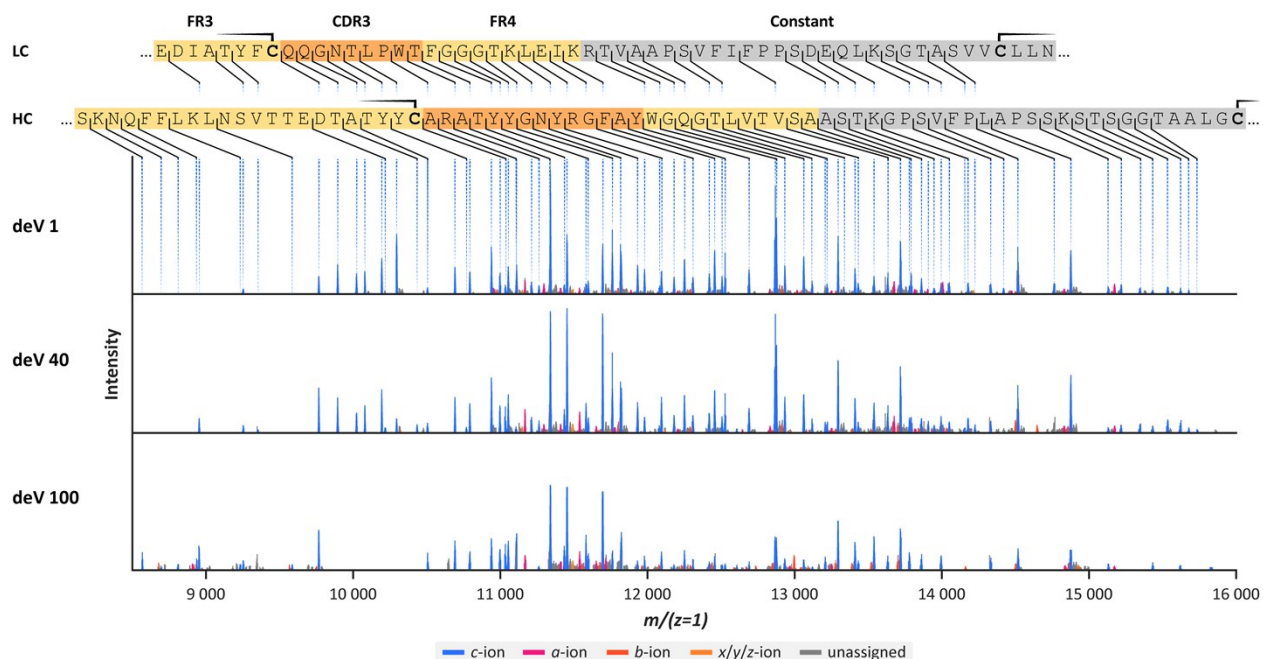 FR3 CDR3 FR4 Constant
LC ...EDIATYFCQQGNTLPWTFGGGTKLEIKRTVAAPSVFIFPPSDEQLKSGTASVVCLLN...
HC ...SKNQFFLKLNSVTTEDTATYYCARATYYGNYRGFAYWGQGTLVTVSAASTKGPSVFPLAPSSKSTSGGTAALGC...
deV 1
deV 40
deV 100
Intensity
9 000 10 000 11 000 12 000 13 000 14 000 15 000 16 000
m/(z=1)
c-ion a-ion b-ion x/y/z-ion unassigned